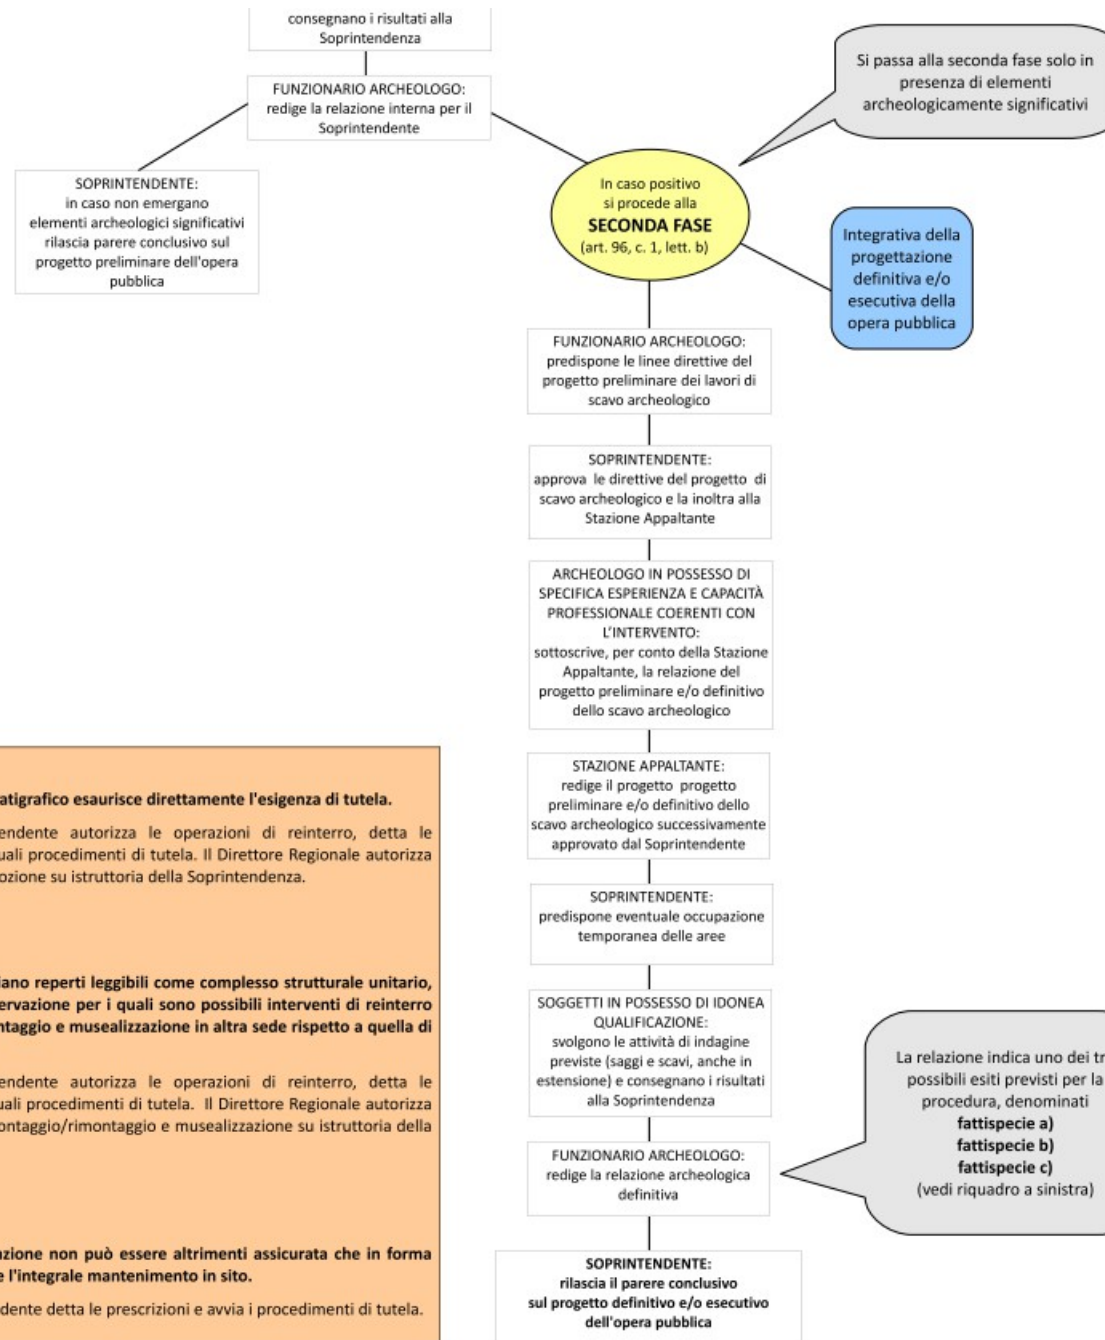 consegnano i risultati alla
Soprintendenza
FUNZIONARIO ARCHEOLOGO:
redige la relazione interna per il
Soprintendente
Si passa alla seconda fase solo in
presenza di elementi
archeologicamente significativi
SOPRINTENDENTE:
in caso non emergano
elementi archeologici significativi
rilascia parere conclusivo sul
progetto preliminare dell'opera
pubblica
In caso positivo
si procede alla
SECONDA FASE
(art. 96, c. 1, lett. b)
Integrativa della
progettazione
definitiva e/o
esecutiva della
opera pubblica
FUNZIONARIO ARCHEOLOGO:
predispone le linee direttive del
progetto preliminare dei lavori di
scavo archeologico
SOPRINTENDENTE:
approva le direttive del progetto di
scavo archeologico e la inoltra alla
Stazione Appaltante
ARCHEOLOGO IN POSSESSO DI
SPECIFICA ESPERIENZA E CAPACITÀ
PROFESSIONALE COERENTI CON
L'INTERVENTO:
sottoscrive, per conto della Stazione
Appaltante, la relazione del
progetto preliminare e/o definitivo
dello scavo archeologico
STAZIONE APPALTANTE:
redige il progetto progetto
preliminare e/o definitivo dello
scavo archeologico successivamente
approvato dal Soprintendente
SOPRINTENDENTE:
predispone eventuale occupazione
temporanea delle aree
SOGGETTI IN POSSESSO DI IDONEA
QUALIFICAZIONE:
svolgono le attività di indagine
previste (saggi e scavi, anche in
estensione) e consegnano i risultati
alla Soprintendenza
FUNZIONARIO ARCHEOLOGO:
redige la relazione archeologica
definitiva
La relazione indica uno dei tr
possibili esiti previsti per la
procedura, denominati
fattispecie a)
fattispecie b)
fattispecie c)
(vedi riquadro a sinistra)
SOPRINTENDENTE:
rilascia il parere conclusivo
sul progetto definitivo e/o esecutivo
dell'opera pubblica
atigrafico esaurisce direttamente l'esigenza di tutela.
endente autorizza le operazioni di reinterro, detta le
uali procedimenti di tutela. Il Direttore Regionale autorizza
ozione su istruttoria della Soprintendenza.
iano reperti leggibili come complesso strutturale unitario,
servazione per i quali sono possibili interventi di reinterro
ntaggio e musealizzazione in altra sede rispetto a quella di
endente autorizza le operazioni di reinterro, detta le
uali procedimenti di tutela. Il Direttore Regionale autorizza
ontaggio/rimontaggio e musealizzazione su istruttoria della
azione non può essere altrimenti assicurata che in forma
e l'integrale mantenimento in sito.
dente detta le prescrizioni e avvia i procedimenti di tutela.